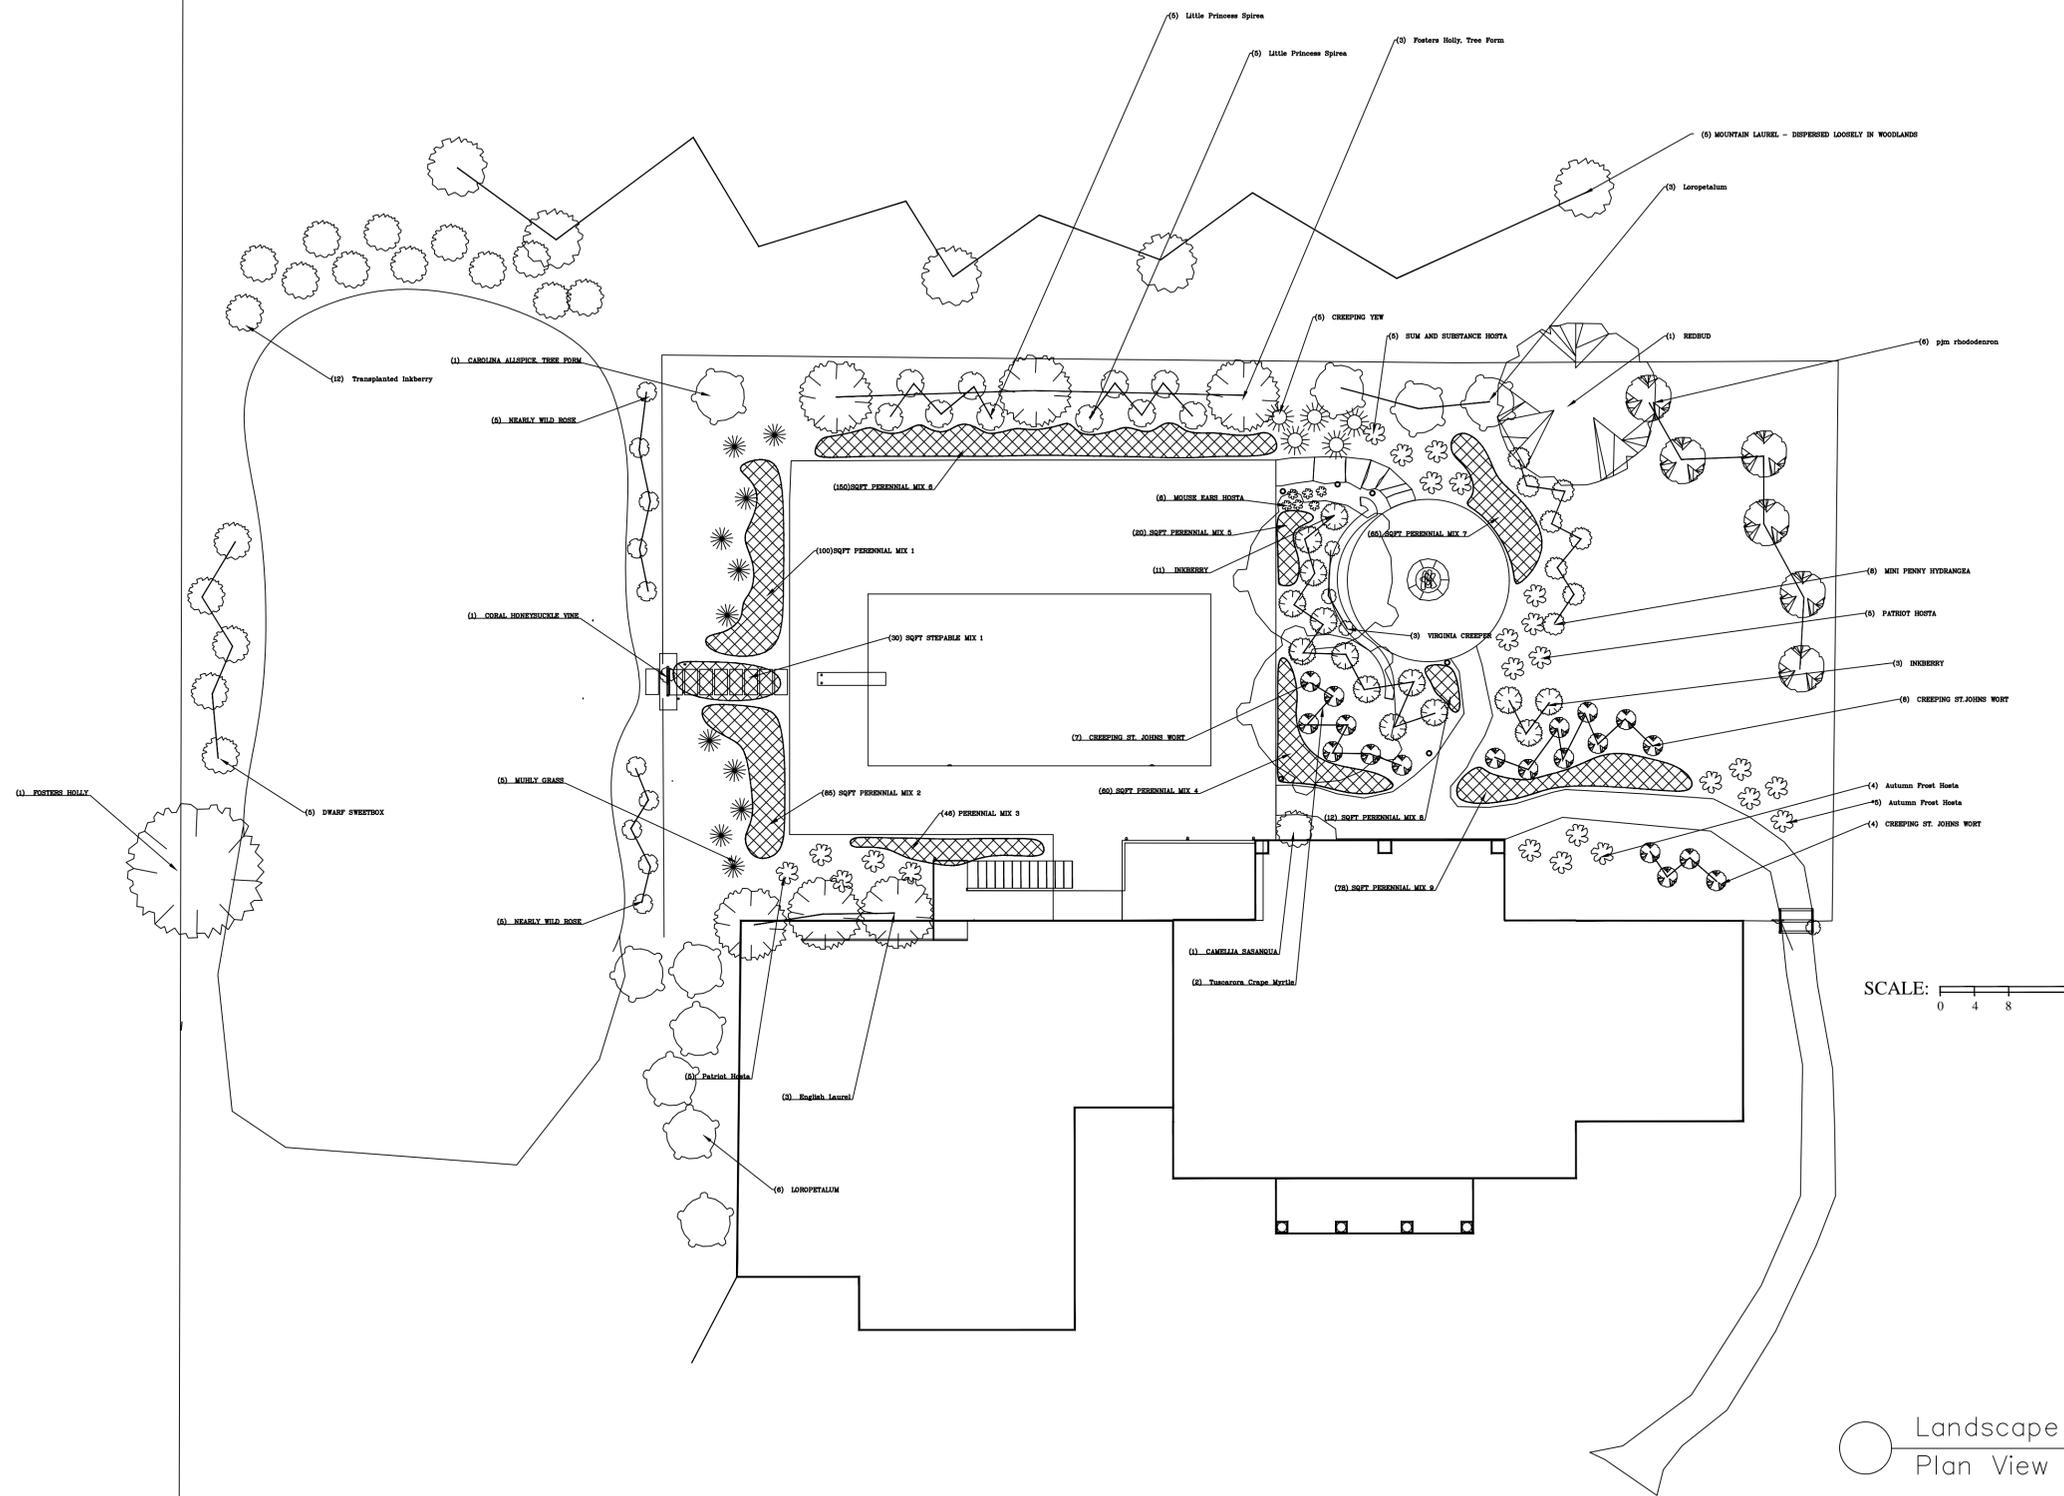 (5) Little Princess Spirea
(3) Fosters Holly, Tree Form
(5) Little Princess Spirea
(5) MOUNTAIN LAUREL - DISPERSED LOOSELY IN WOODLANDS
(3) Loropetalum
(5) CREEPING YEW
(5) SUM AND SUBSTANCE HOSTA
(1) REDBUD
(6) pjm rhododenron
(1) CAROLINA ALLSPICE, TREE FORM
(12) Transplanted Inkberry
(5) NEARLY WILD ROSE
(150)SQFT PERENNIAL MIX 6
(6) MOUSE EARS HOSTA
(20) SQFT PERENNIAL MIX 5
(65) SQFT PERENNIAL MIX 7
(100)SQFT PERENNIAL MIX 1
(11) INKBERRY
(8) MINI PENNY HYDRANGEA
(1) CORAL HONEYSUCKLE VINE
(5) PATRIOT HOSTA
(30) SQFT STEPABLE MIX 1
(3) VIRGINIA CREEPER
(3) INKBERRY
(8) CREEPING ST.JOHNS WORT
(7) CREEPING ST. JOHNS WORT
(5) MUHLY GRASS
(4) Autumn Frost Hosta
(1) FOSTERS HOLLY
(85) SQFT PERENNIAL MIX 2
(60) SQFT PERENNIAL MIX 4
(5) Autumn Frost Hosta
(5) DWARF SWEETBOX
(46) PERENNIAL MIX 3
(12) SQFT PERENNIAL MIX 8
(4) CREEPING ST. JOHNS WORT
(78) SQFT PERENNIAL MIX 9
(5) NEARLY WILD ROSE
(1) CAMELLIA SASANQUA
(2) Tuscarora Crape Myrtle
SCALE:
0 4 8
(5) Patriot Hosta
(3) English Laurel
(6) LOROPETALUM
Landscape
Plan View